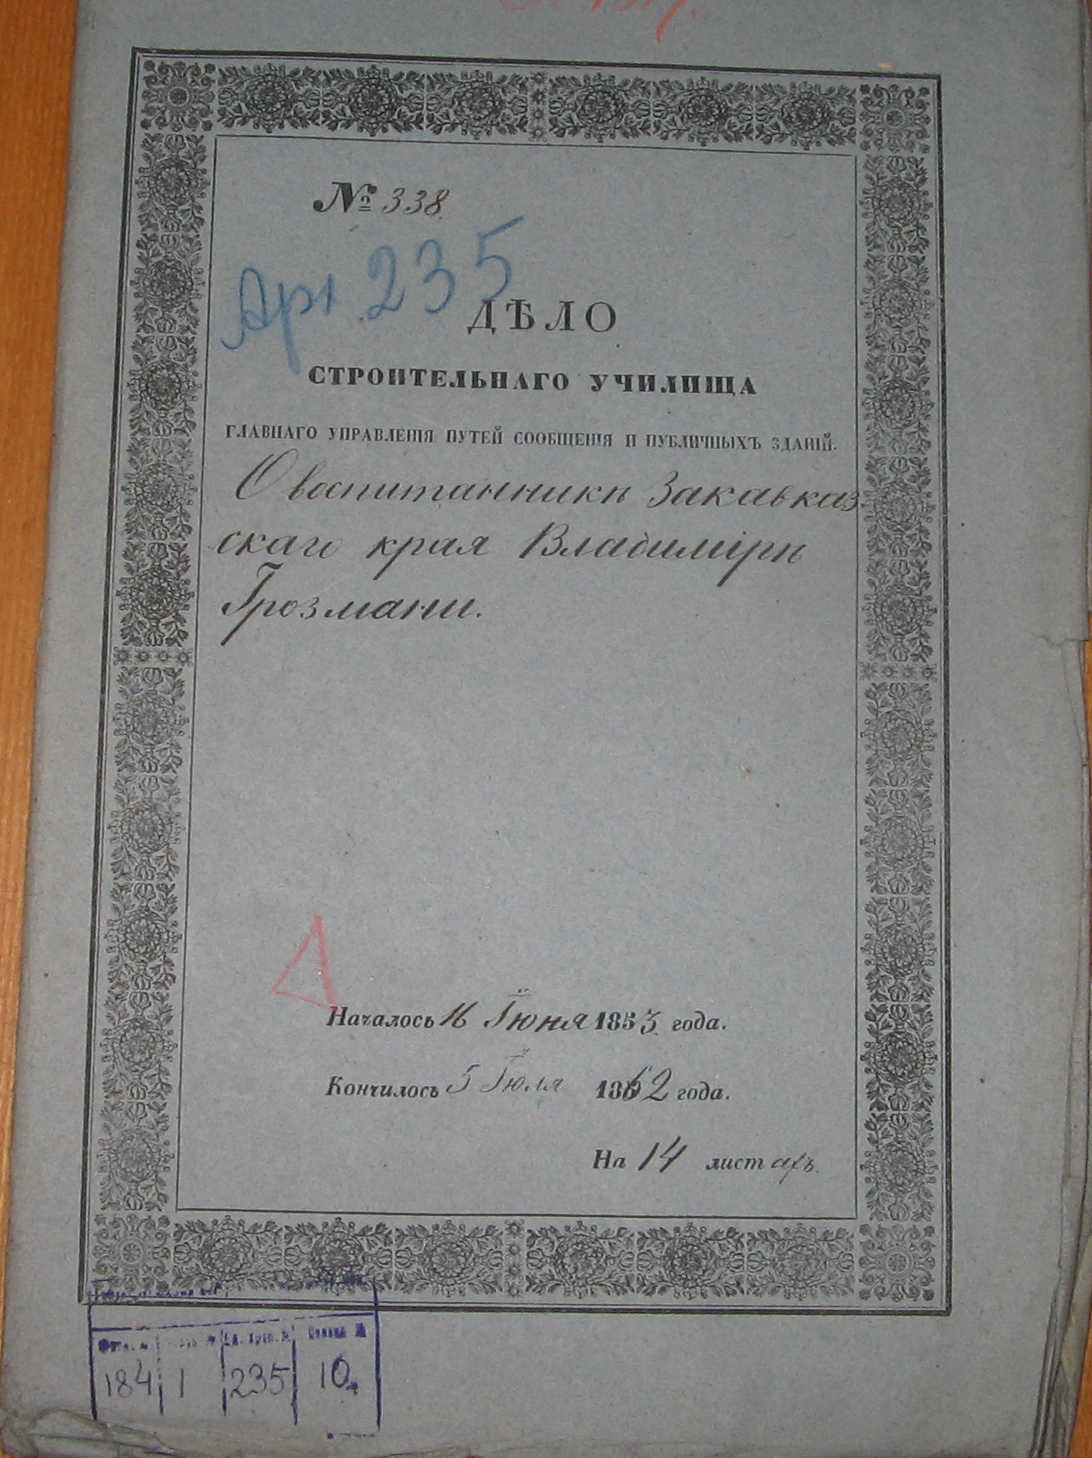 № 338
Арх. 235
ДѢЛО
СТРОИТЕЛЬНАГО УЧИЛИЩА
ГЛАВНАГО УПРАВЛЕНІЯ ПУТЕЙ СООБЩЕНІЯ И ПУБЛИЧНЫХЪ ЗДАНІЙ.
О воспитанникѣ Закавказ
скаго края Владимірѣ
Грозмани.
Началось 16 Іюня 1853 года.
Кончилось 5 Іюля 1862 года.
На 14 листахъ.
184 1 235 10